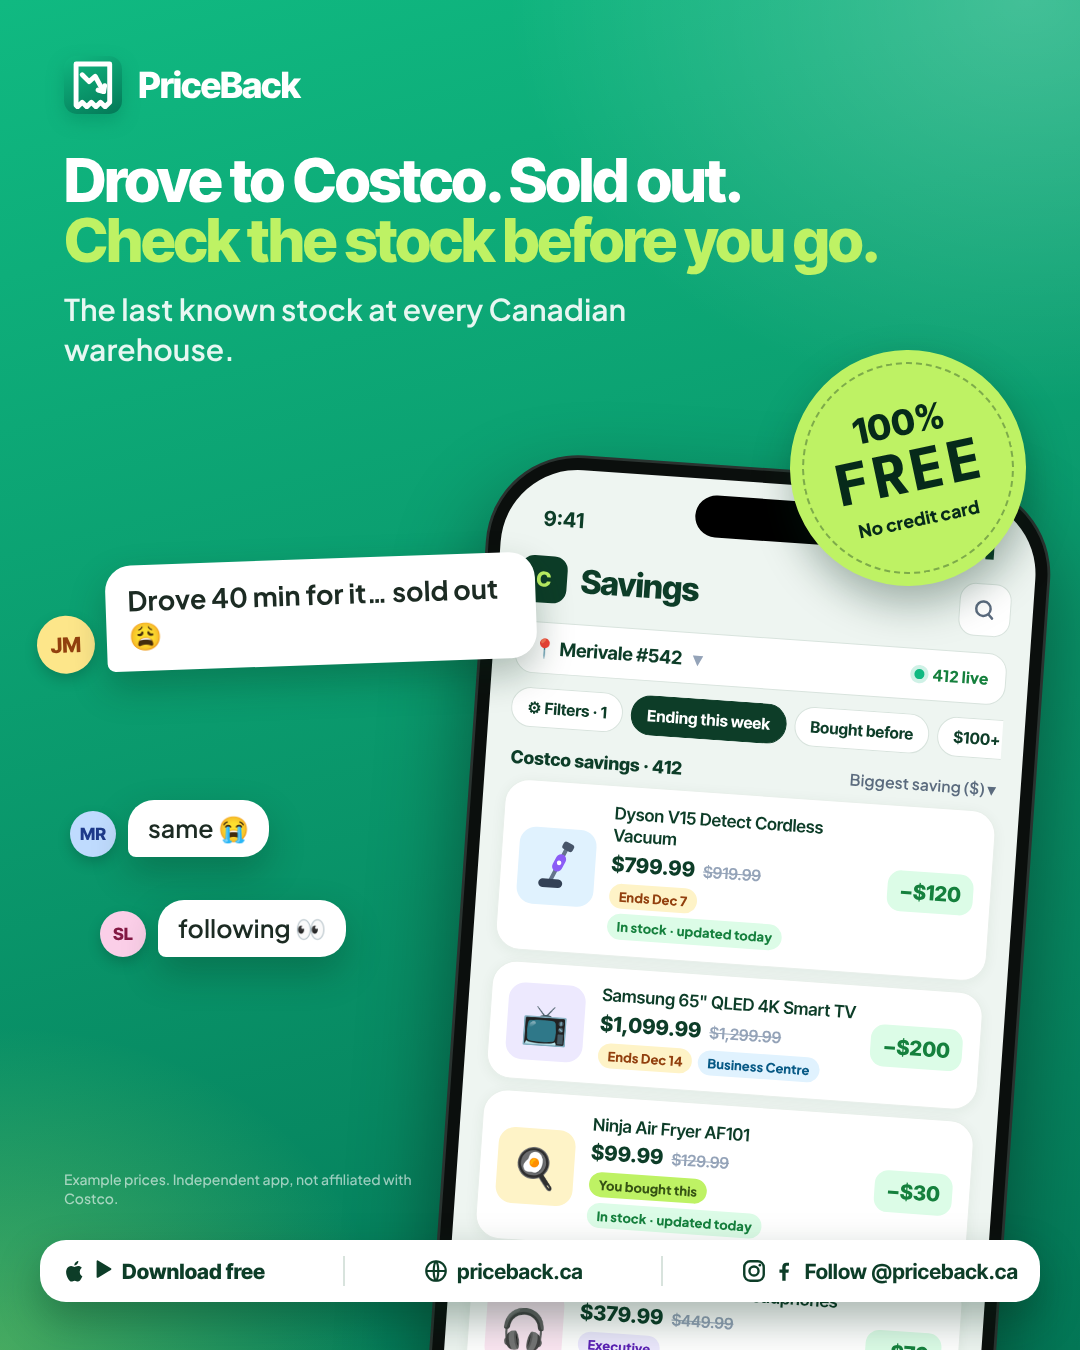 PriceBack
Drove to Costco. Sold out.
Check the stock before you go.
The last known stock at every Canadian
warehouse.
100%
FREE
No credit card
9:41
C
Savings
Drove 40 min for it... sold out
😩
JM
📍 Merivale #542 ▼
412 live
⚙ Filters · 1
Ending this week
Bought before
$100+
Costco savings · 412
Biggest saving ($) ▾
MR
same 😭
SL
following 👀
Dyson V15 Detect Cordless
Vacuum
$799.99 $919.99
−$120
Ends Dec 7
In stock · updated today
Samsung 65" QLED 4K Smart TV
$1,099.99 $1,299.99
−$200
Ends Dec 14
Business Centre
Ninja Air Fryer AF101
$99.99 $129.99
−$30
You bought this
In stock · updated today
Example prices. Independent app, not affiliated with
Costco.
Download free
priceback.ca
Follow @priceback.ca
$379.99 $449.99
Executive